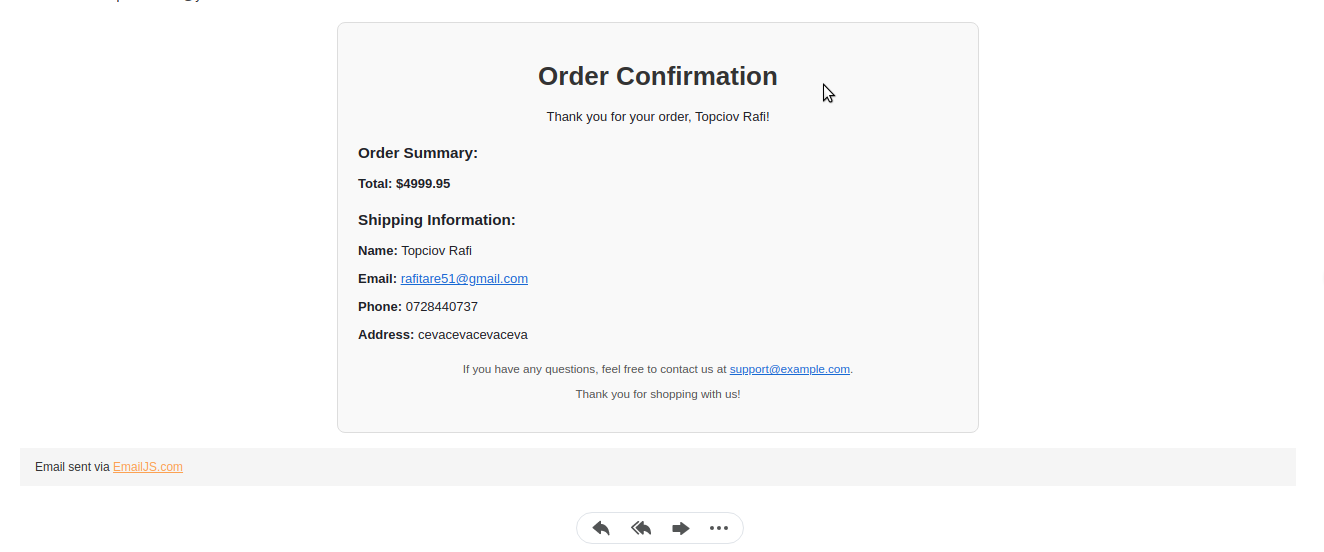 Order Confirmation
Thank you for your order, Topciov Rafi!
Order Summary:
Total: $4999.95
Shipping Information:
Name: Topciov Rafi
Email: rafitare51@gmail.com
Phone: 0728440737
Address: cevacevacevaceva
If you have any questions, feel free to contact us at support@example.com.
Thank you for shopping with us!
Email sent via EmailJS.com